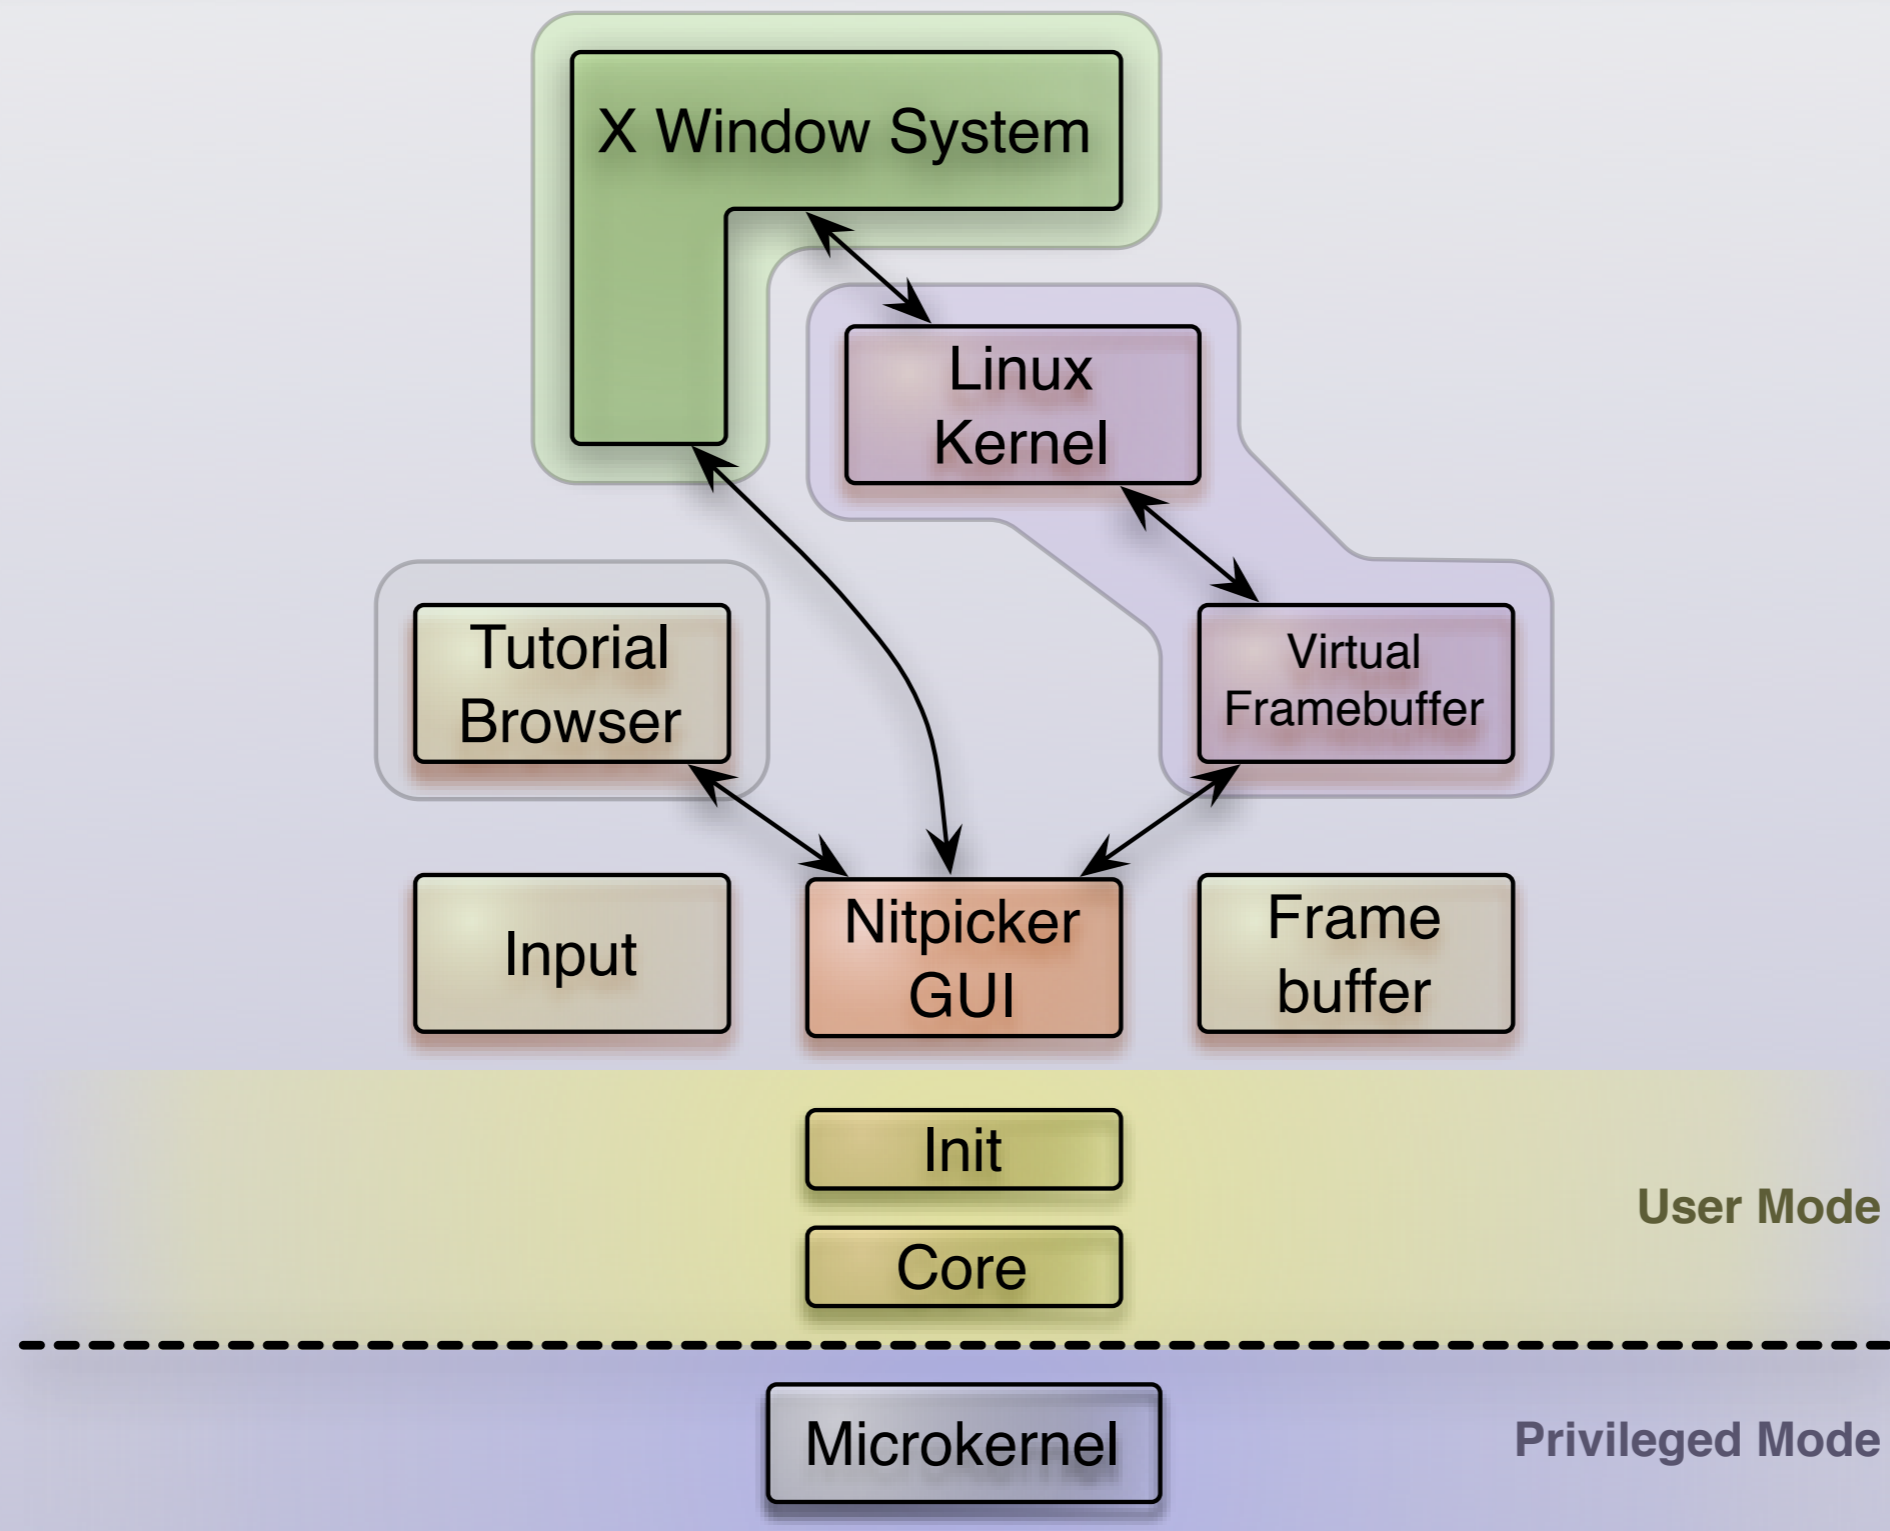 X Window System
Linux
Kernel
Tutorial
Browser
Virtual
Framebuffer
Input
Nitpicker
GUI
Frame
buffer
Init
User Mode
Core
Microkernel
Privileged Mode